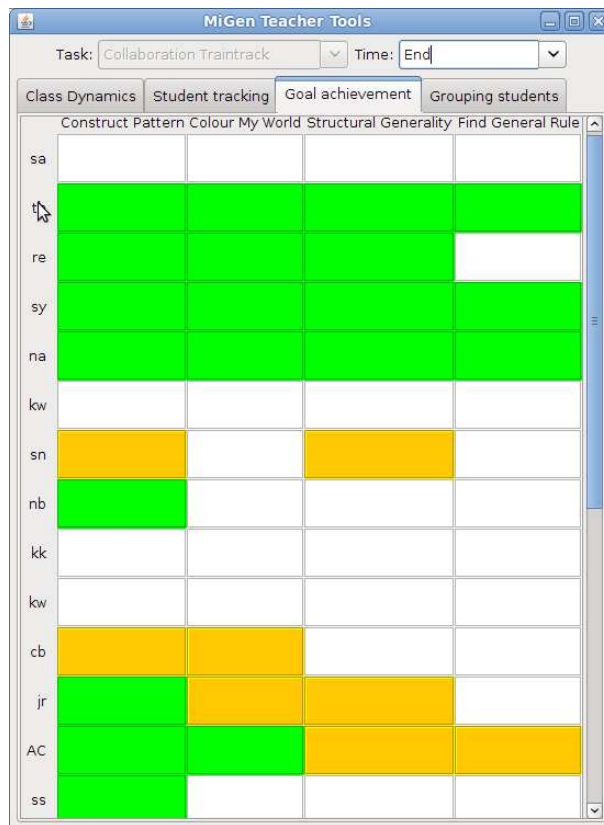 MiGen Teacher Tools
Task: Collaboration Traintrack Time: End
Class Dynamics Student tracking Goal achievement Grouping students
Construct Pattern Colour My World Structural Generality Find General Rule
sa
re
sy
na
kw
sn
nb
kk
kw
cb
jr
AC
ss